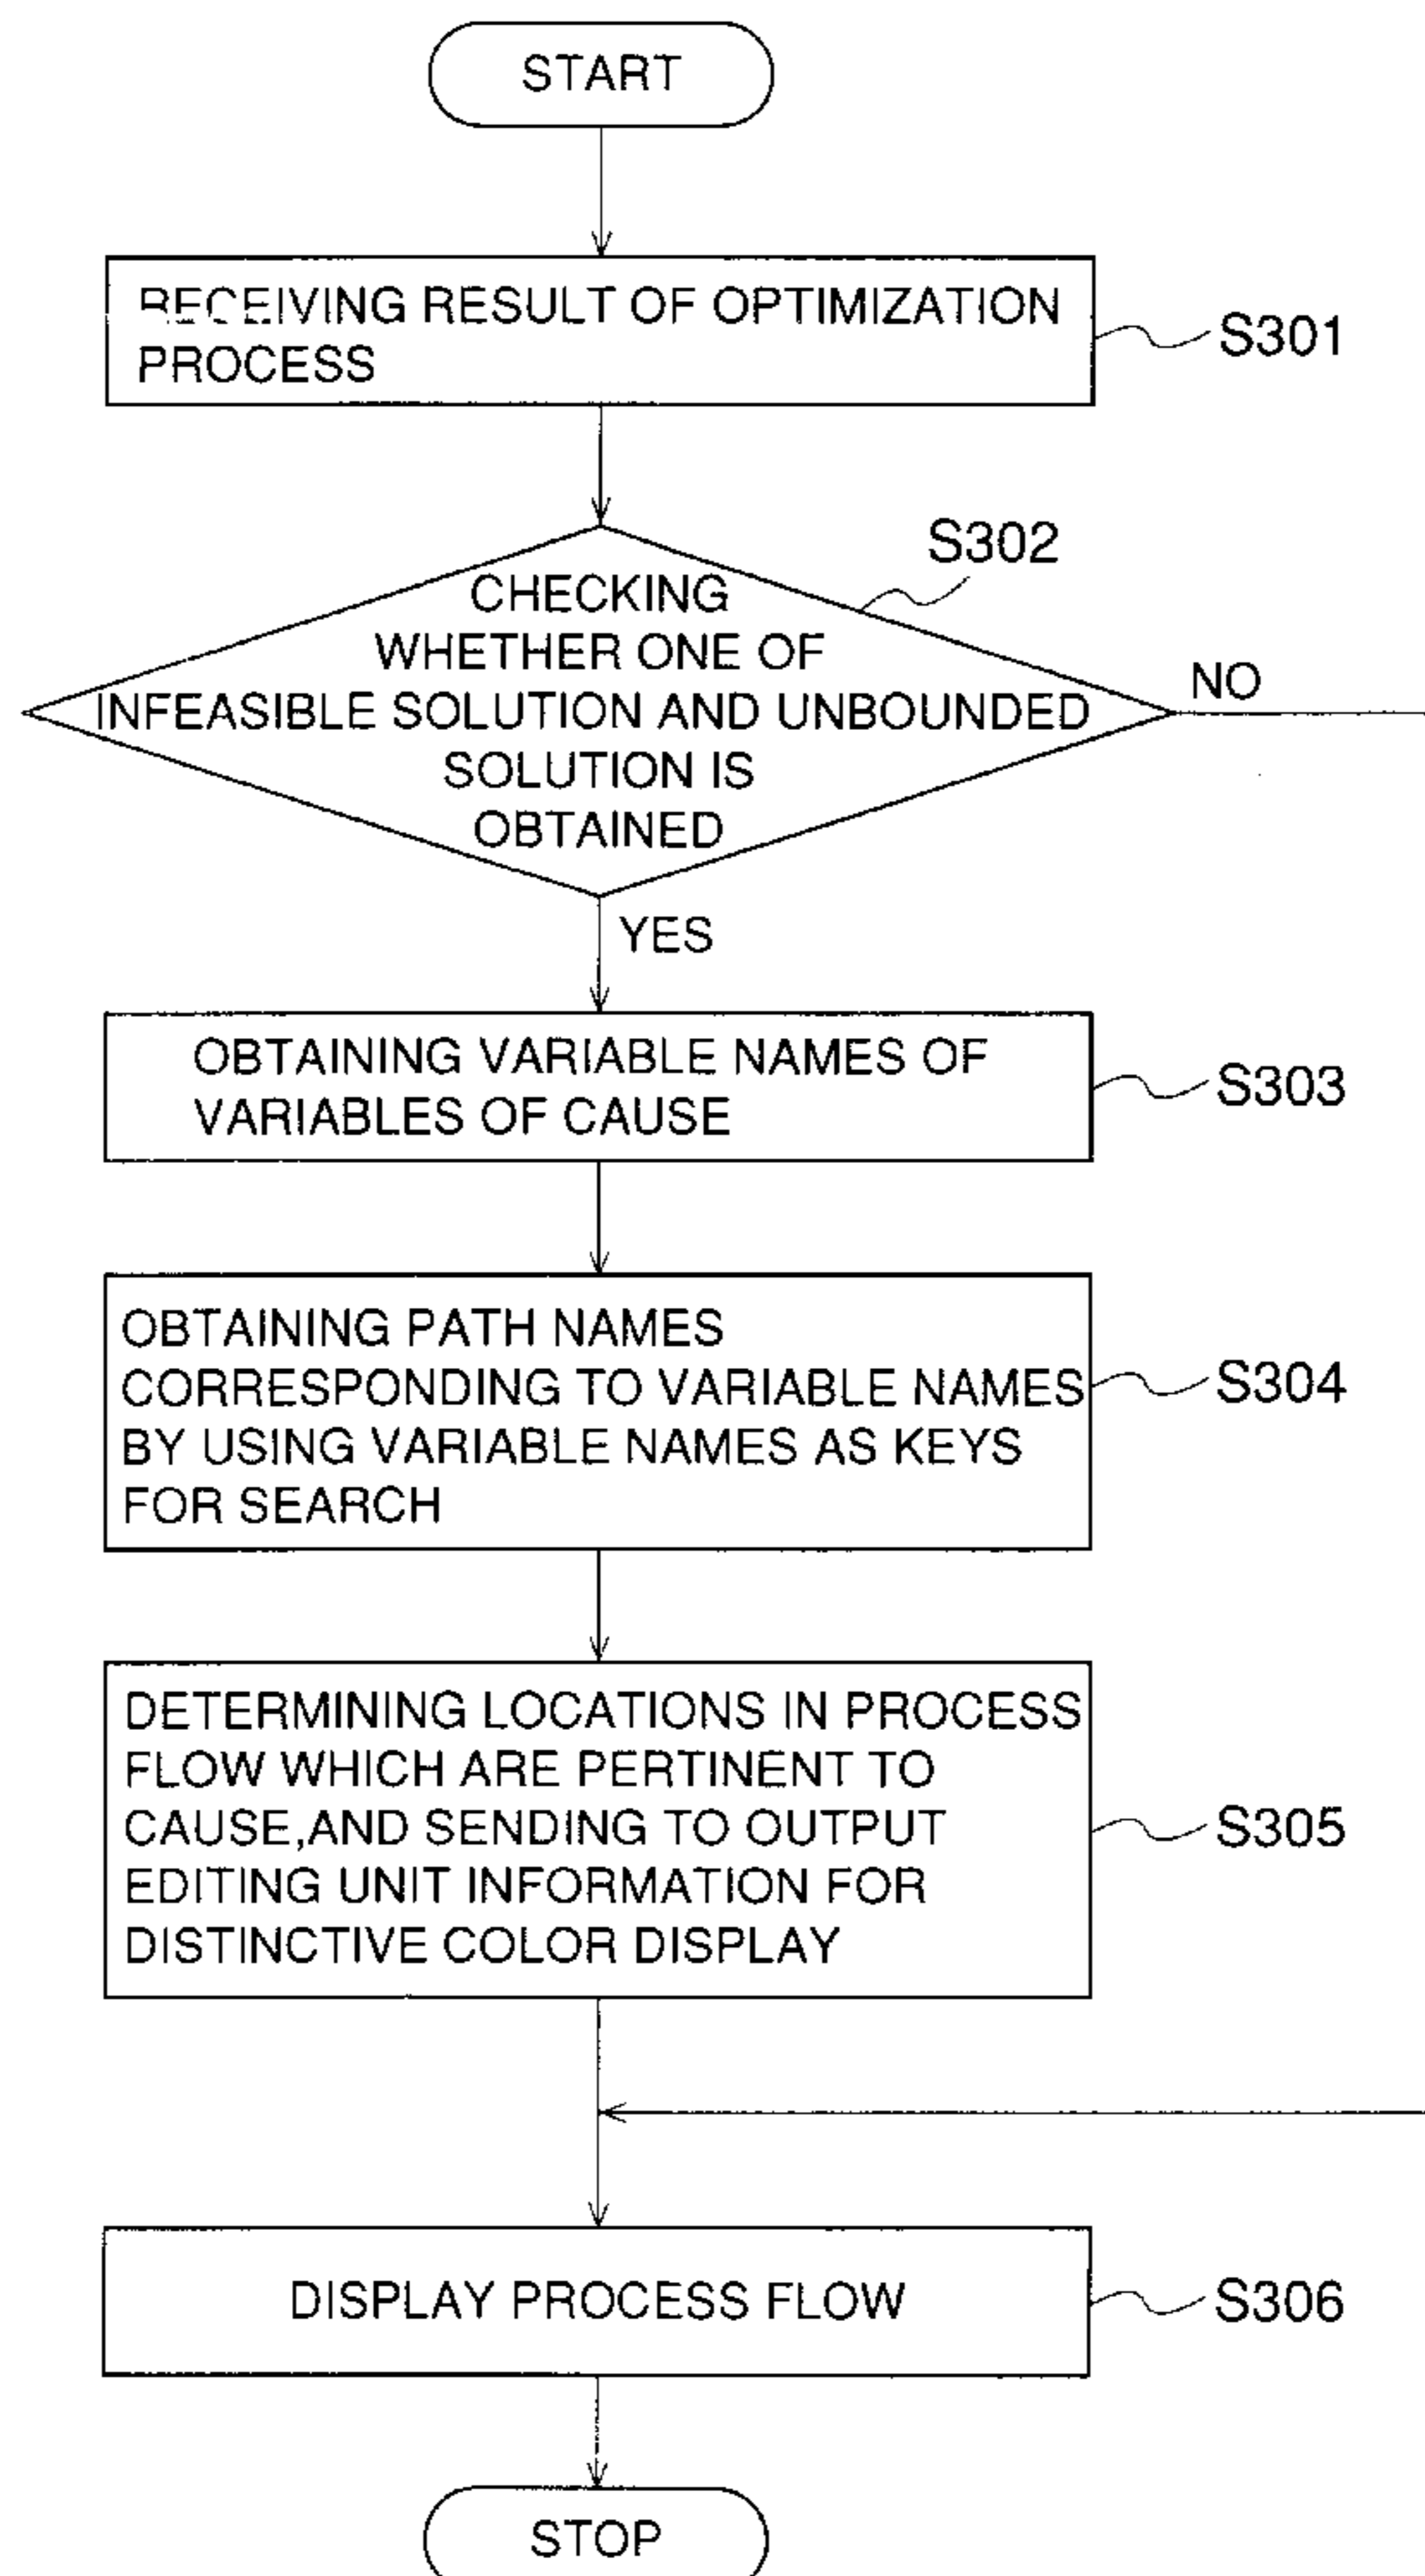 START
RECEIVING RESULT OF OPTIMIZATION
PROCESS
S301
S302
CHECKING
WHETHER ONE OF
INFEASIBLE SOLUTION AND UNBOUNDED
SOLUTION IS
OBTAINED
NO
YES
OBTAINING VARIABLE NAMES OF
VARIABLES OF CAUSE
S303
OBTAINING PATH NAMES
CORRESPONDING TO VARIABLE NAMES
BY USING VARIABLE NAMES AS KEYS
FOR SEARCH
S304
DETERMINING LOCATIONS IN PROCESS
FLOW WHICH ARE PERTINENT TO
CAUSE,AND SENDING TO OUTPUT
EDITING UNIT INFORMATION FOR
DISTINCTIVE COLOR DISPLAY
S305
DISPLAY PROCESS FLOW
S306
STOP